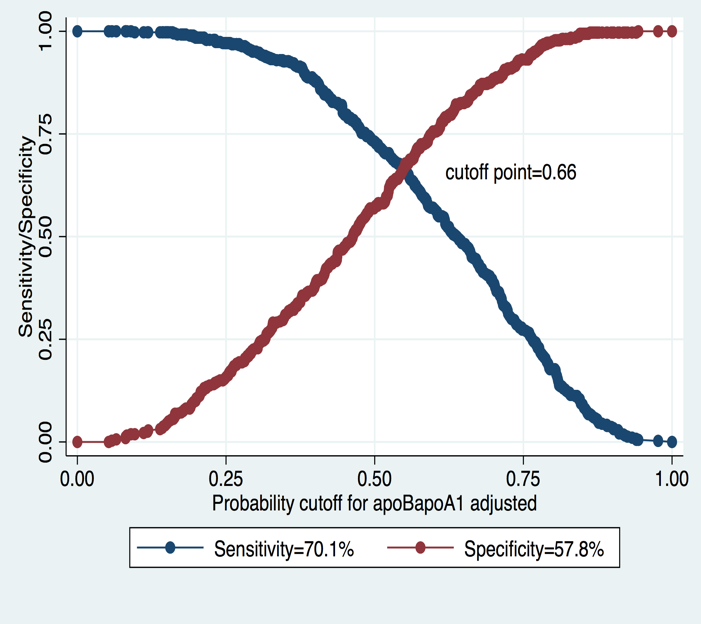 1.00
0.75
0.50
0.25
0.00
Sensitivity/Specificity
cutoff point=0.66
0.00 0.25 0.50 0.75 1.00
Probability cutoff for apoBapoA1 adjusted
Sensitivity=70.1% Specificity=57.8%